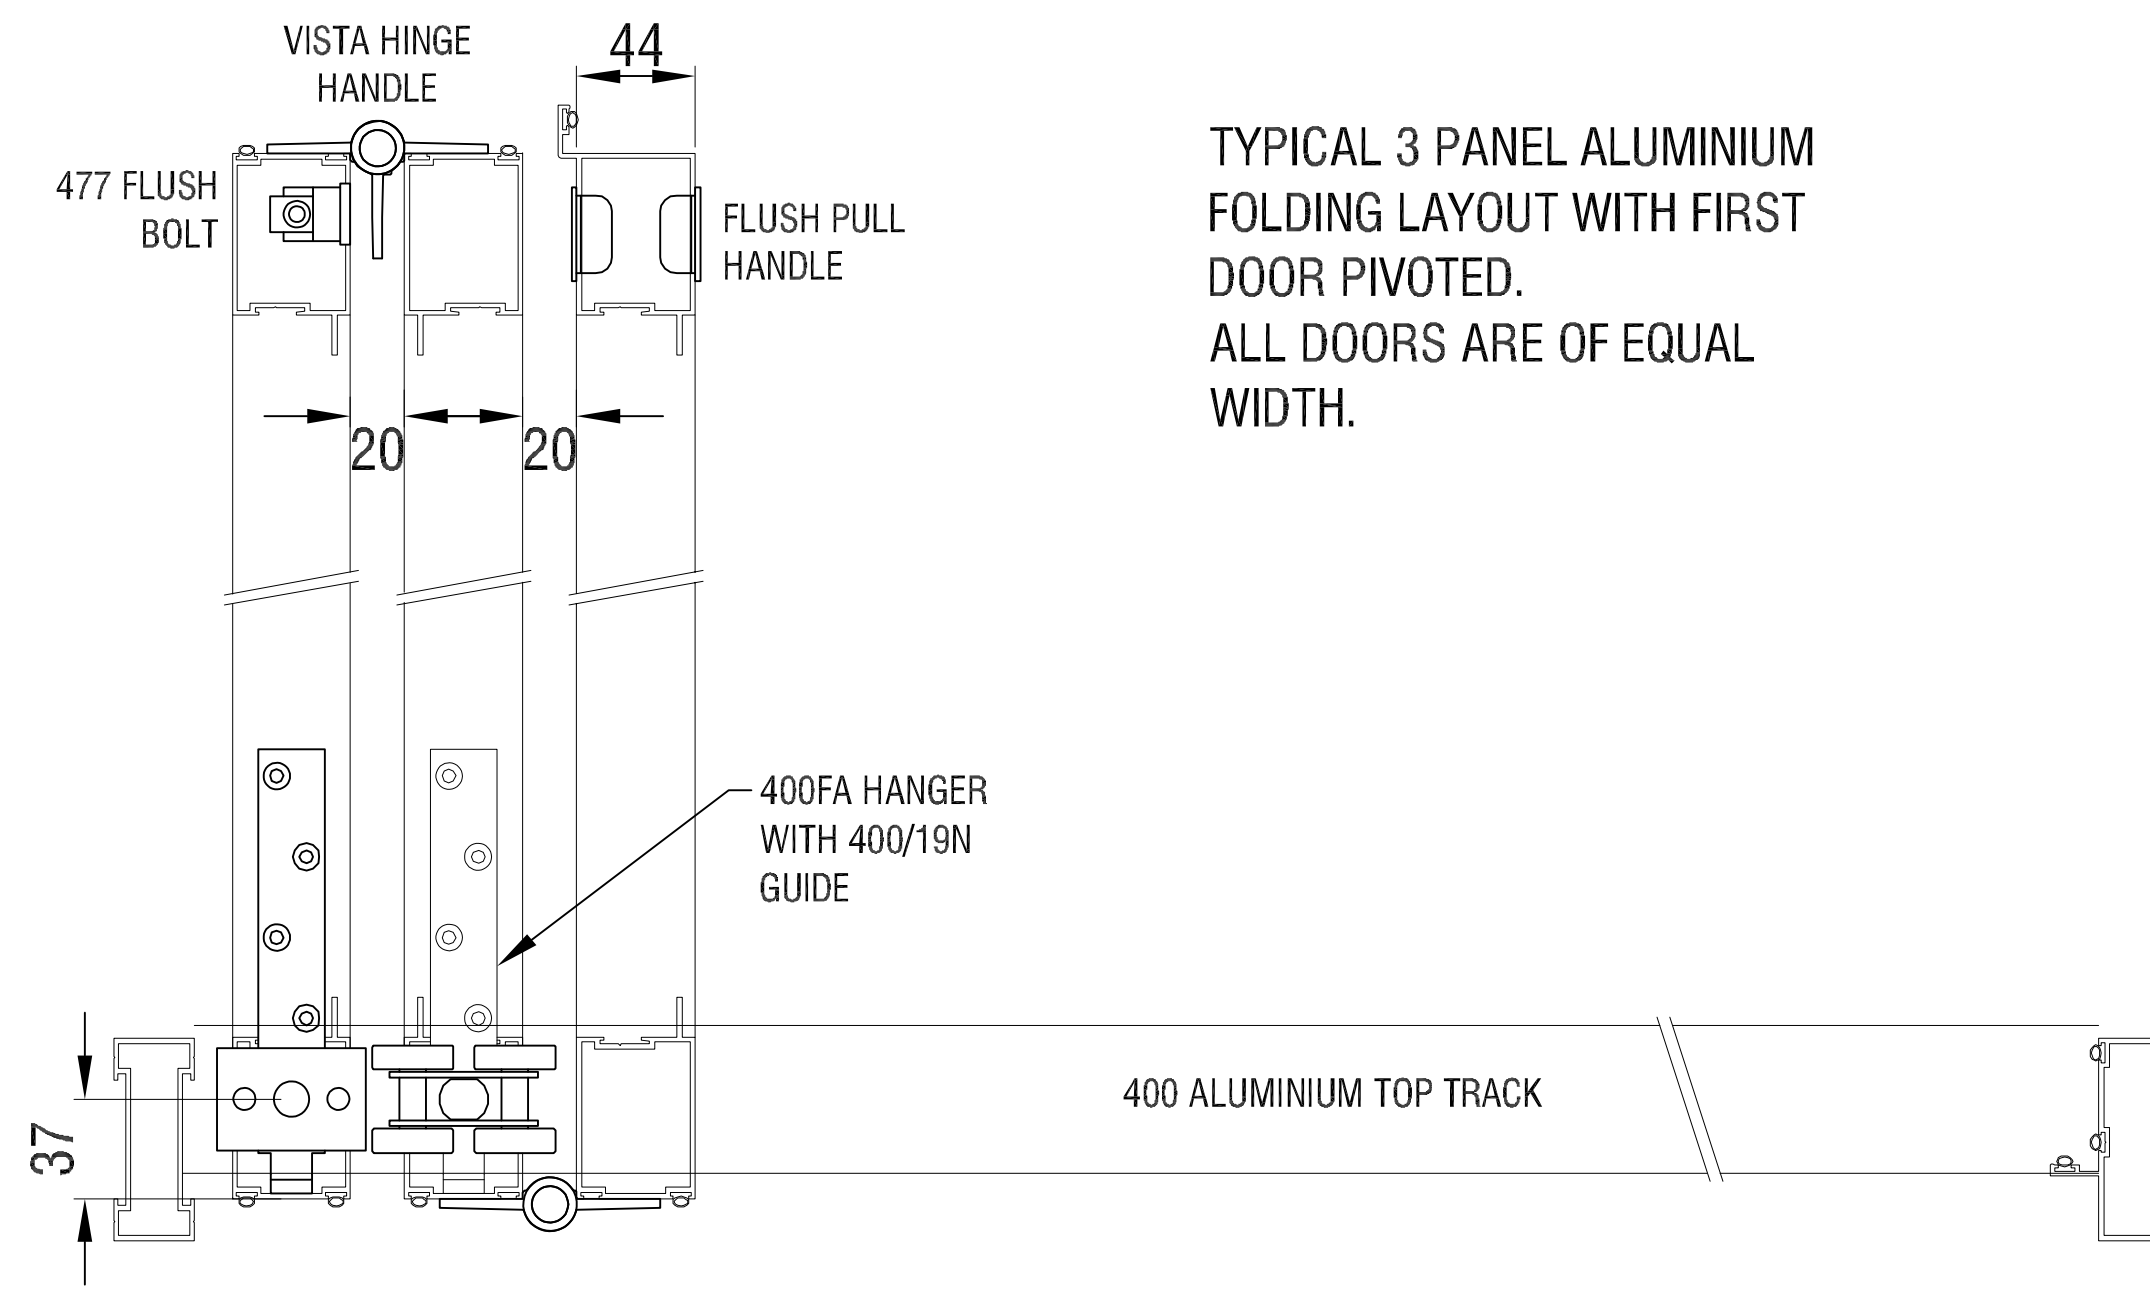 VISTA HINGE
HANDLE
44
477 FLUSH
BOLT
FLUSH PULL
HANDLE
TYPICAL 3 PANEL ALUMINIUM
FOLDING LAYOUT WITH FIRST
DOOR PIVOTED.
ALL DOORS ARE OF EQUAL
WIDTH.
20
20
400FA HANGER
WITH 400/19N
GUIDE
400 ALUMINIUM TOP TRACK
37